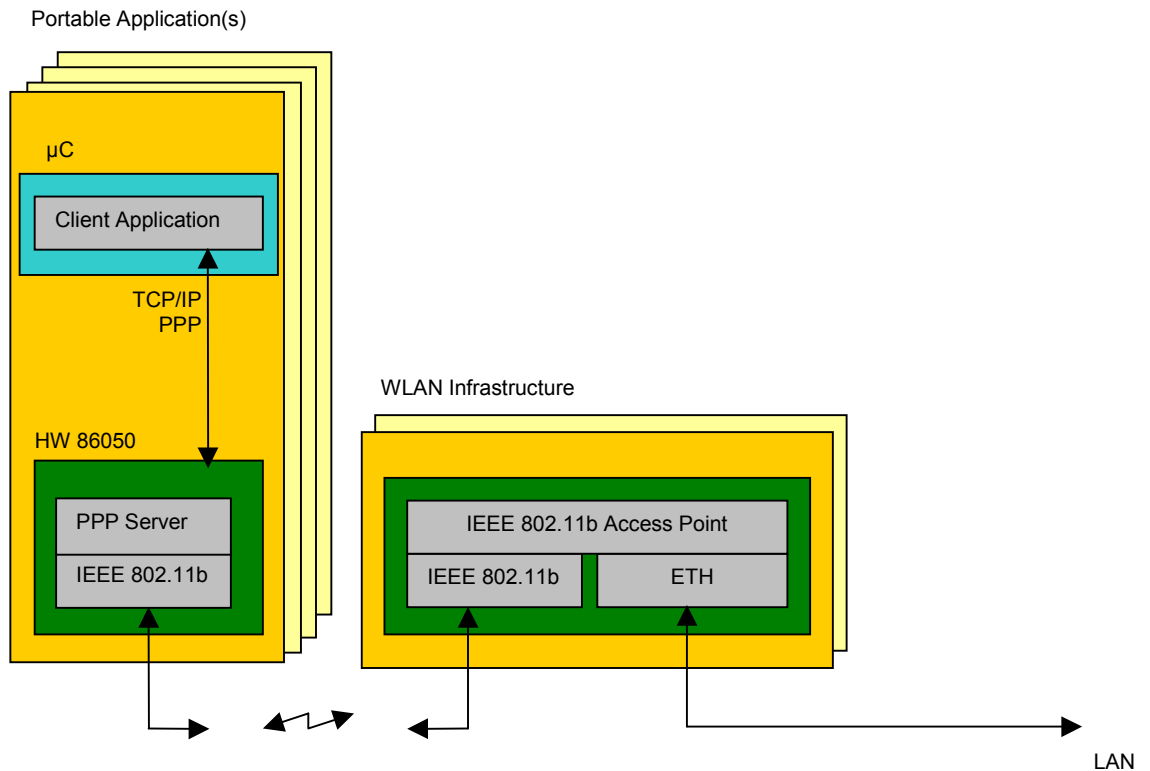 Portable Application(s)
µC
Client Application
TCP/IP
PPP
WLAN Infrastructure
HW 86050
PPP Server
IEEE 802.11b
IEEE 802.11b Access Point
IEEE 802.11b
ETH
LAN